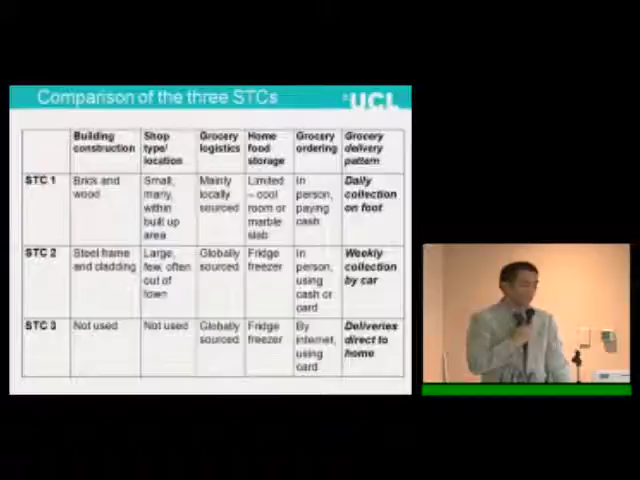 Comparison of the three STCs
UCL
Building construction | Shop type/ location | Grocery logistics | Home food storage | Grocery ordering | Grocery delivery pattern
STC 1 | Brick and wood | Small, many, within built up area | Mainly locally sourced | Limited – cool room or marble slab | In person, paying cash | Daily collection on foot
STC 2 | Steel frame and cladding | Large, few, often out of town | Globally sourced | Fridge freezer | In person, using cash or card | Weekly collection by car
STC 3 | Not used | Not used | Globally sourced | Fridge freezer | By internet, using card | Deliveries direct to home